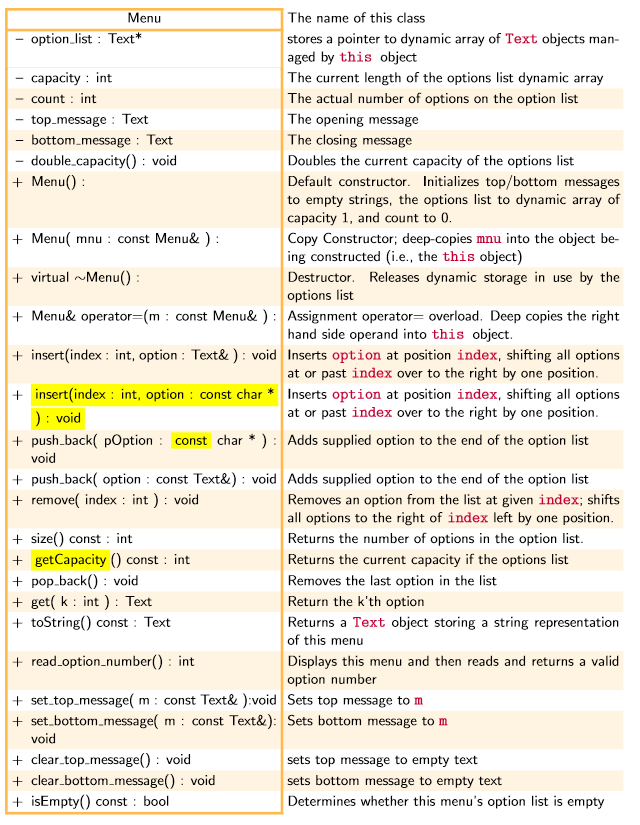 Menu The name of this class
− option_list : Text* stores a pointer to dynamic array of Text objects man-
aged by this object
− capacity : int The current length of the options list dynamic array
− count : int The actual number of options on the option list
− top_message : Text The opening message
− bottom_message : Text The closing message
− double_capacity() : void Doubles the current capacity of the options list
+ Menu() : Default constructor. Initializes top/bottom messages
to empty strings, the options list to dynamic array of
capacity 1, and count to 0.
+ Menu( mnu : const Menu& ) : Copy Constructor; deep-copies mnu into the object be-
ing constructed (i.e., the this object)
+ virtual ∼Menu() : Destructor. Releases dynamic storage in use by the
options list
+ Menu& operator=(m : const Menu& ) : Assignment operator= overload. Deep copies the right
hand side operand into this object.
+ insert(index : int, option : Text& ) : void Inserts option at position index, shifting all options
at or past index over to the right by one position.
+ insert(index : int, option : const char * Inserts option at position index, shifting all options
) : void at or past index over to the right by one position.
+ push_back( pOption : const char * ) : Adds supplied option to the end of the option list
void
+ push_back( option : const Text&) : void Adds supplied option to the end of the option list
+ remove( index : int ) : void Removes an option from the list at given index; shifts
all options to the right of index left by one position.
+ size() const : int Returns the number of options in the option list.
+ getCapacity () const : int Returns the current capacity if the options list
+ pop_back() : void Removes the last option in the list
+ get( k : int ) : Text Return the k'th option
+ toString() const : Text Returns a Text object storing a string representation
of this menu
+ read_option_number() : int Displays this menu and then reads and returns a valid
option number
+ set_top_message( m : const Text& ):void Sets top message to m
+ set_bottom_message( m : const Text&): Sets bottom message to m
void
+ clear_top_message() : void sets top message to empty text
+ clear_bottom_message() : void sets bottom message to empty text
+ isEmpty() const : bool Determines whether this menu's option list is empty